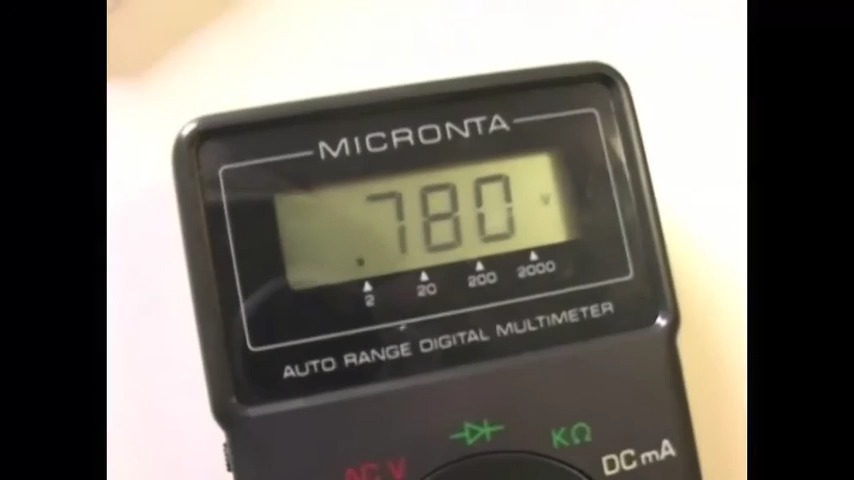 MICRONTA
.780 V
2 20 200 2000
AUTO RANGE DIGITAL MULTIMETER
AC V KΩ DC mA